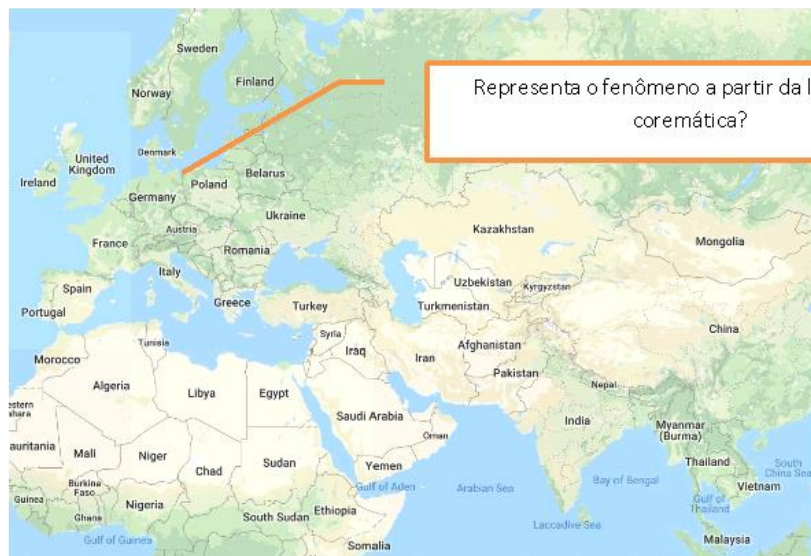 Sweden
Finland
Norway
Representa o fenômeno a partir da l
coremática?
United
Kingdom
Denmark
Ireland
Belarus
Poland
Germany
Ukraine
Austria
France
Kazakhstan
Mongolia
Romania
Italy
Spain
Uzbekistan
Kyrgyzstan
Greece
Turkey
Turkmenistan
Portugal
China
Syria
Tunisia
Afghanistan
Iraq
Iran
Morocco
Pakistan
Algeria
Libya
Egypt
Nepal
estern
ahara
Saudi Arabia
India
Myanmar
(Burma)
Oman
auritania
Mali
Niger
Chad
Sudan
Yemen
Thailand
South
China Sea
Gulf of Aden
Arabian Sea
Bay of Bengal
Burkina
Faso
Vietnam
Guinea
Nigeria
Ethiopia
Gulf of
Thailand
Ghana
South Sudan
Laccadive Sea
Gulf of Guinea
Malaysia
Somalia